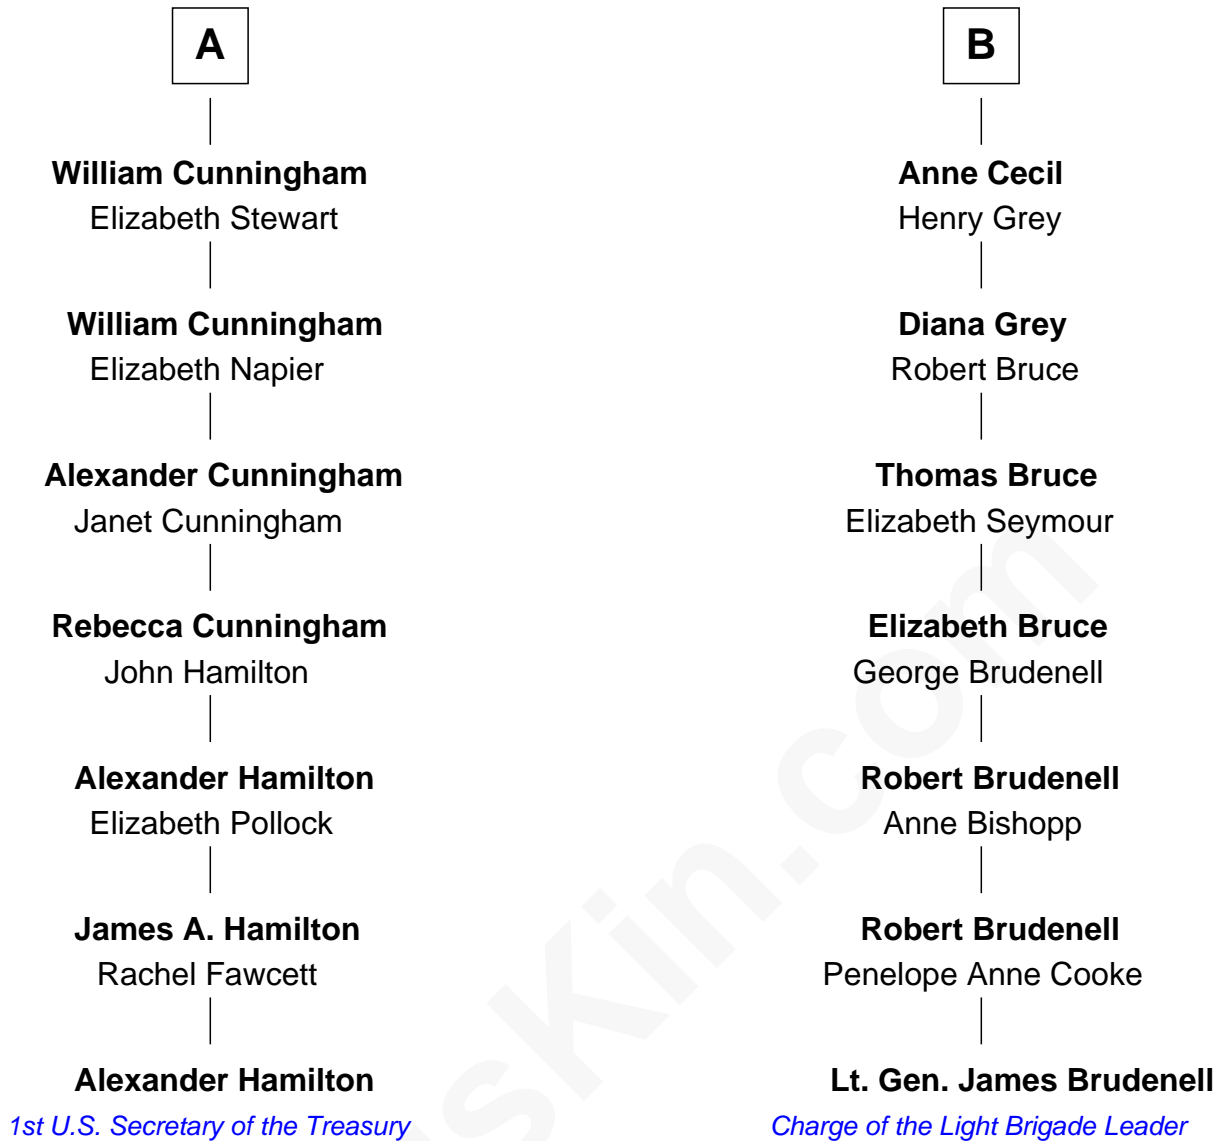 A
William Cunningham
Elizabeth Stewart
William Cunningham
Elizabeth Napier
Alexander Cunningham
Janet Cunningham
Rebecca Cunningham
John Hamilton
Alexander Hamilton
Elizabeth Pollock
James A. Hamilton
Rachel Fawcett
Alexander Hamilton
1st U.S. Secretary of the Treasury
B
Anne Cecil
Henry Grey
Diana Grey
Robert Bruce
Thomas Bruce
Elizabeth Seymour
Elizabeth Bruce
George Brudenell
Robert Brudenell
Anne Bishopp
Robert Brudenell
Penelope Anne Cooke
Lt. Gen. James Brudenell
Charge of the Light Brigade Leader